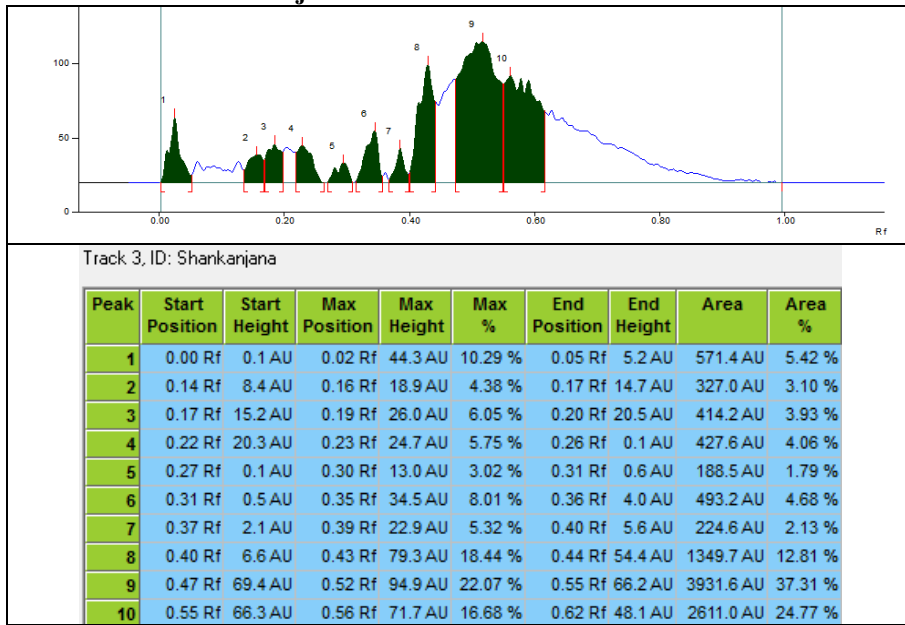 9
8
10
100
1
6
2
3
4
7
5
50
0
0.00
0.20
0.40
0.60
0.80
1.00
Rf
Track 3, ID: Shankanjana
Peak Start Position Start Height Max Position Max Height Max % End Position End Height Area Area %
1 0.00 Rf 0.1 AU 0.02 Rf 44.3 AU 10.29 % 0.05 Rf 5.2 AU 571.4 AU 5.42 %
2 0.14 Rf 8.4 AU 0.16 Rf 18.9 AU 4.38 % 0.17 Rf 14.7 AU 327.0 AU 3.10 %
3 0.17 Rf 15.2 AU 0.19 Rf 26.0 AU 6.05 % 0.20 Rf 20.5 AU 414.2 AU 3.93 %
4 0.22 Rf 20.3 AU 0.23 Rf 24.7 AU 5.75 % 0.26 Rf 0.1 AU 427.6 AU 4.06 %
5 0.27 Rf 0.1 AU 0.30 Rf 13.0 AU 3.02 % 0.31 Rf 0.6 AU 188.5 AU 1.79 %
6 0.31 Rf 0.5 AU 0.35 Rf 34.5 AU 8.01 % 0.36 Rf 4.0 AU 493.2 AU 4.68 %
7 0.37 Rf 2.1 AU 0.39 Rf 22.9 AU 5.32 % 0.40 Rf 5.6 AU 224.6 AU 2.13 %
8 0.40 Rf 6.6 AU 0.43 Rf 79.3 AU 18.44 % 0.44 Rf 54.4 AU 1349.7 AU 12.81 %
9 0.47 Rf 69.4 AU 0.52 Rf 94.9 AU 22.07 % 0.55 Rf 66.2 AU 3931.6 AU 37.31 %
10 0.55 Rf 66.3 AU 0.56 Rf 71.7 AU 16.68 % 0.62 Rf 48.1 AU 2611.0 AU 24.77 %